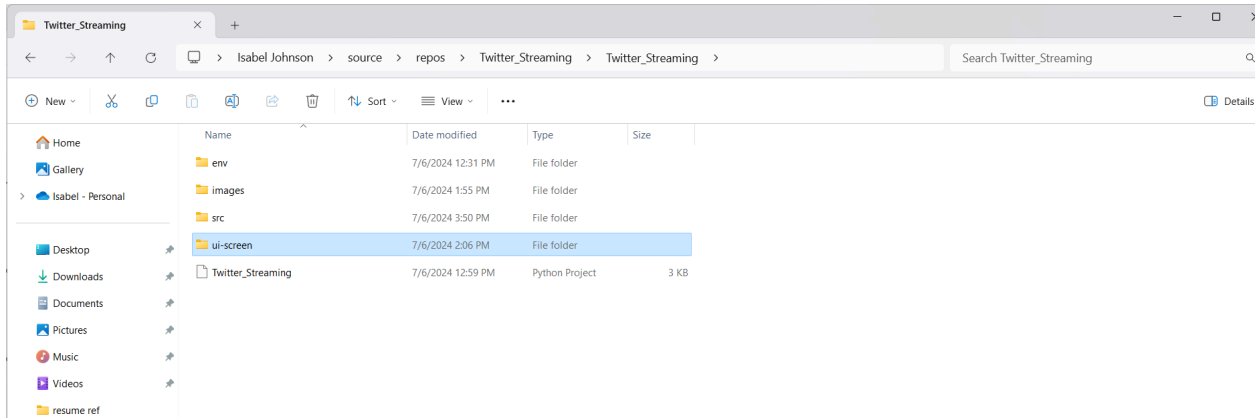 Twitter_Streaming
Isabel Johnson > source > repos > Twitter_Streaming > Twitter_Streaming >
Search Twitter_Streaming
New Sort View ... Details
Home
Gallery
Isabel - Personal
Desktop
Downloads
Documents
Pictures
Music
Videos
resume ref
Name Date modified Type Size
env 7/6/2024 12:31 PM File folder
images 7/6/2024 1:55 PM File folder
src 7/6/2024 3:50 PM File folder
ui-screen 7/6/2024 2:06 PM File folder
Twitter_Streaming 7/6/2024 12:59 PM Python Project 3 KB